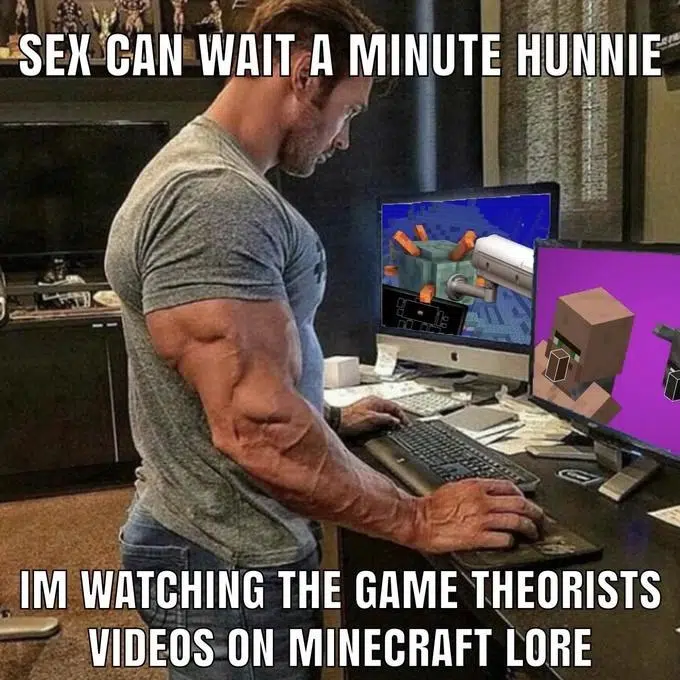 SEX CAN WAIT A MINUTE HUNNIE
IM WATCHING THE GAME THEORISTS
VIDEOS ON MINECRAFT LORE